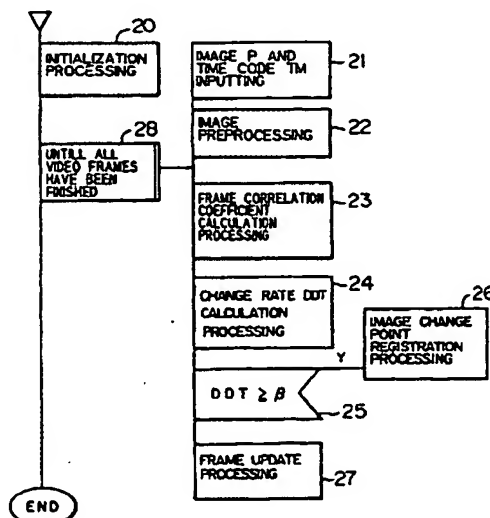 20
INITIALIZATION
PROCESSING
28
UNTILL ALL
VIDEO FRAMES
HAVE BEEN
FINISHED
END
21
IMAGE P AND
TIME CODE TM
INPUTTING
22
IMAGE
PREPROCESSING
23
FRAME CORRELATION
COEFFICIENT
CALCULATION
PROCESSING
24
CHANGE RATE DDT
CALCULATION
PROCESSING
26
IMAGE CHANGE
POINT
REGISTRATION
PROCESSING
Y
DDT ≥ β
25
FRAME UPDATE
PROCESSING
27